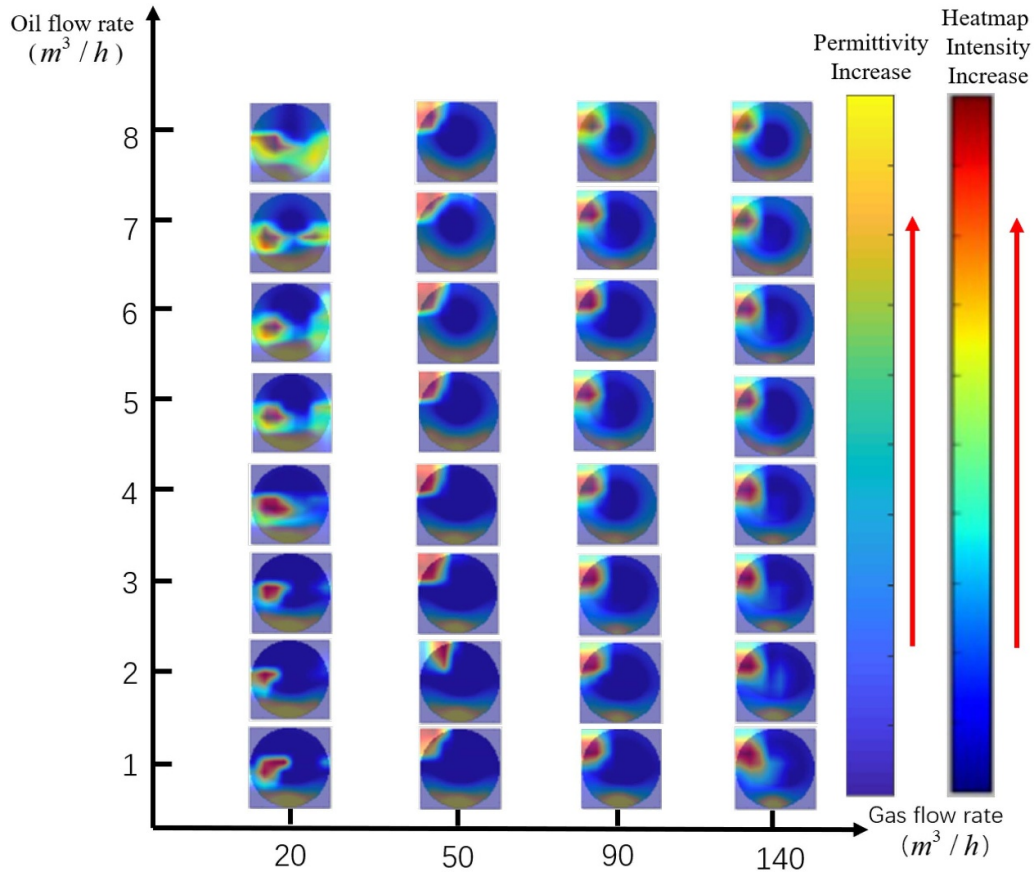 Oil flow rate
(m³ / h)
Permittivity
Increase
Heatmap
Intensity
Increase
8
7
6
5
4
3
2
1
20
50
90
140
Gas flow rate
(m³ / h)